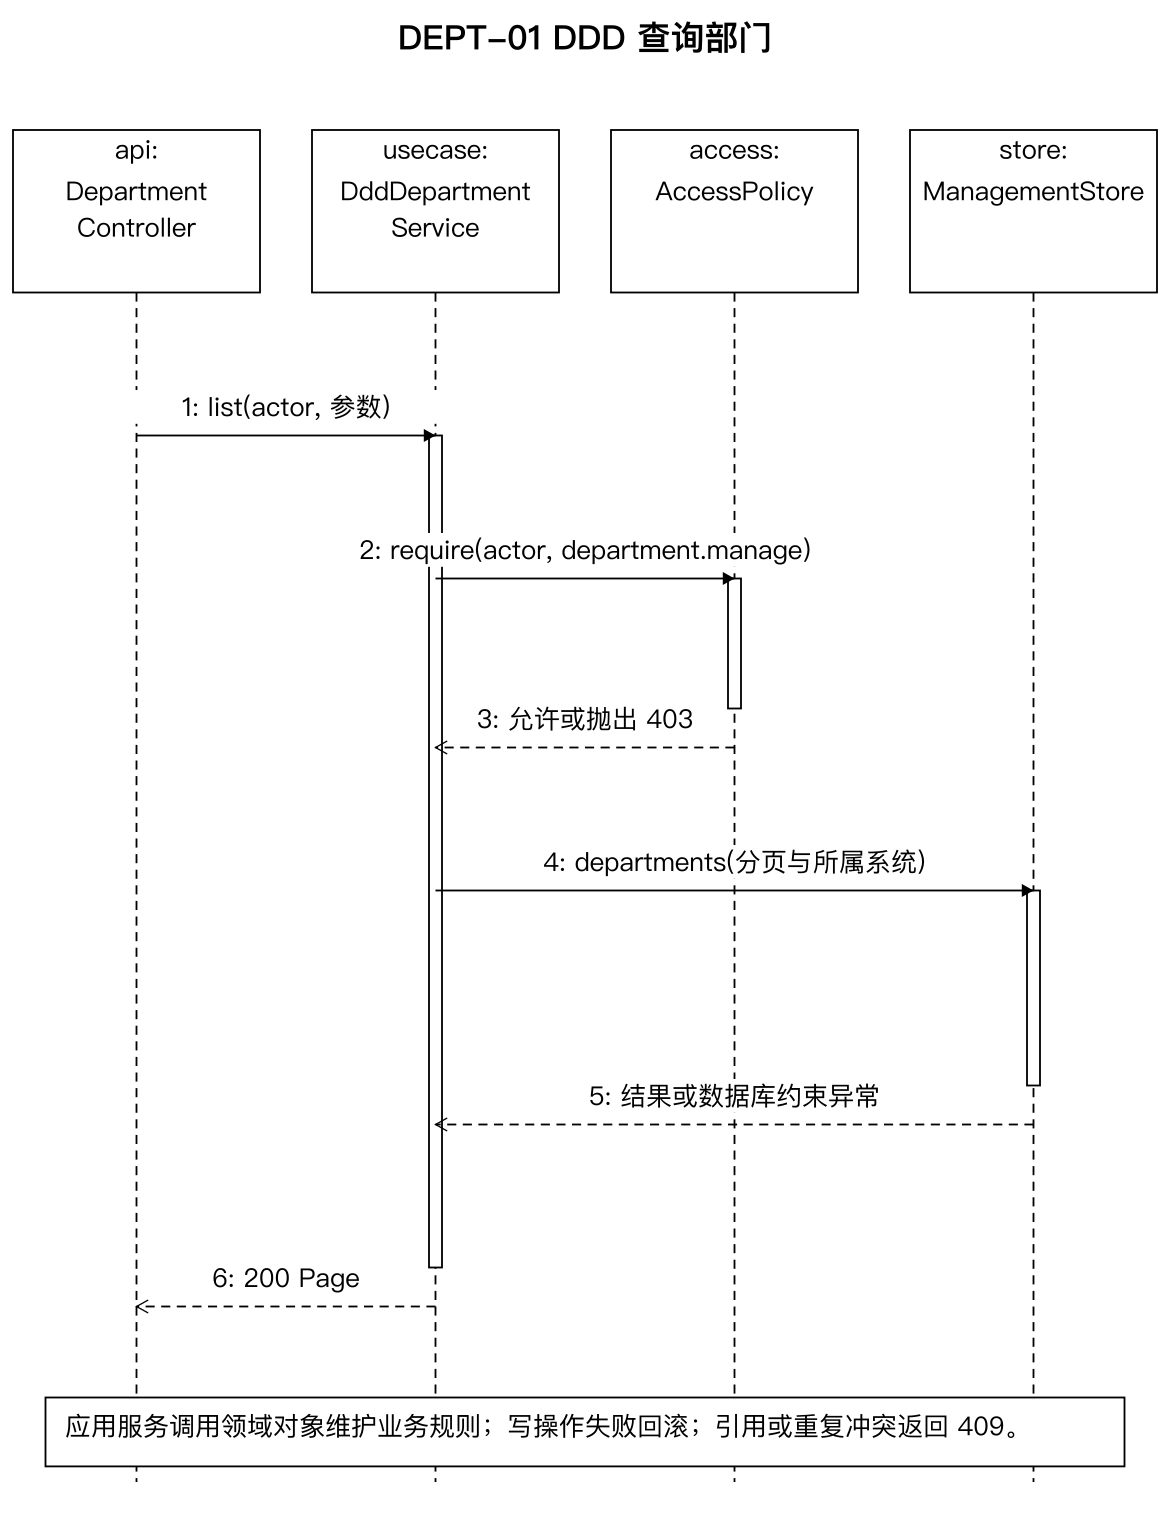 DEPT–01 DDD 查询部门
api:
Department
Controller
usecase:
DddDepartment
Service
access:
AccessPolicy
store:
ManagementStore
1: list(actor, 参数)
2: require(actor, department.manage)
3: 允许或抛出 403
4: departments(分页与所属系统)
5: 结果或数据库约束异常
6: 200 Page
应用服务调用领域对象维护业务规则；写操作失败回滚；引用或重复冲突返回 409。